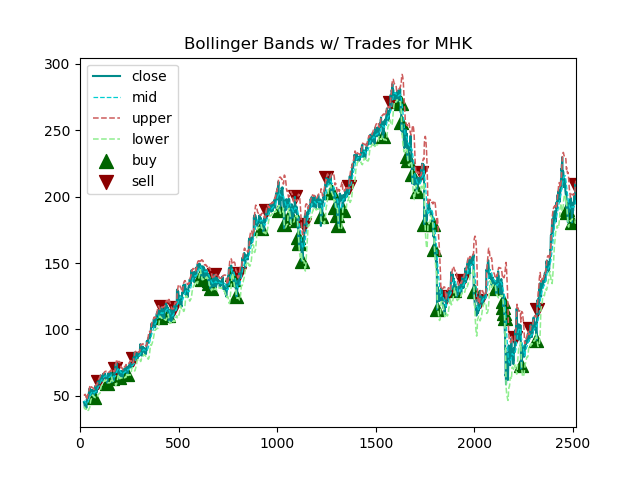 Bollinger Bands w/ Trades for MHK
300
250
200
150
100
50
close
mid
upper
lower
buy
sell
0 500 1000 1500 2000 2500